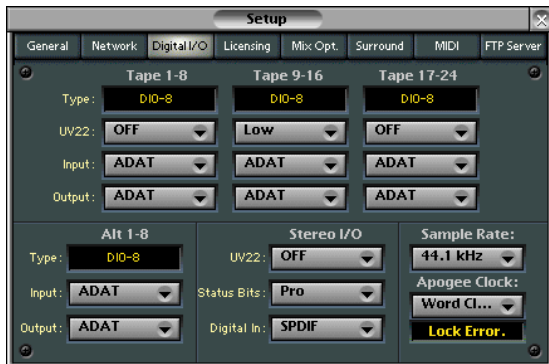 Setup
General Network Digital I/O Licensing Mix Opt. Surround MIDI FTP Server
Tape 1-8 Tape 9-16 Tape 17-24
Type: DIO-8 DIO-8 DIO-8
UV22: OFF Low OFF
Input: ADAT ADAT ADAT
Output: ADAT ADAT ADAT
Alt 1-8 Stereo I/O Sample Rate:
Type: DIO-8 UV22: OFF 44.1 kHz
Apogee Clock:
Input: ADAT Status Bits: Pro Word Cl...
Output: ADAT Digital In: SPDIF Lock Error.